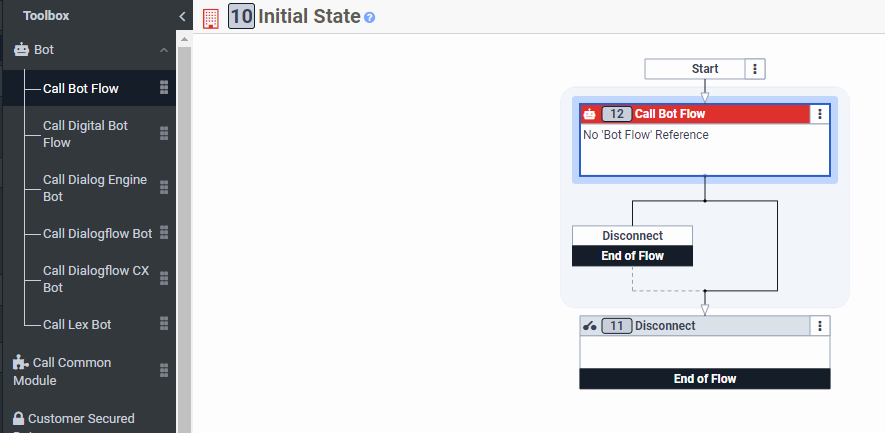 Toolbox
Bot
Call Bot Flow
Call Digital Bot
Flow
Call Dialog Engine
Bot
Call Dialogflow Bot
Call Dialogflow CX
Bot
Call Lex Bot
Call Common
Module
Customer Secured
10 Initial State ?
Start
12 Call Bot Flow
No 'Bot Flow' Reference
Disconnect
End of Flow
11 Disconnect
End of Flow